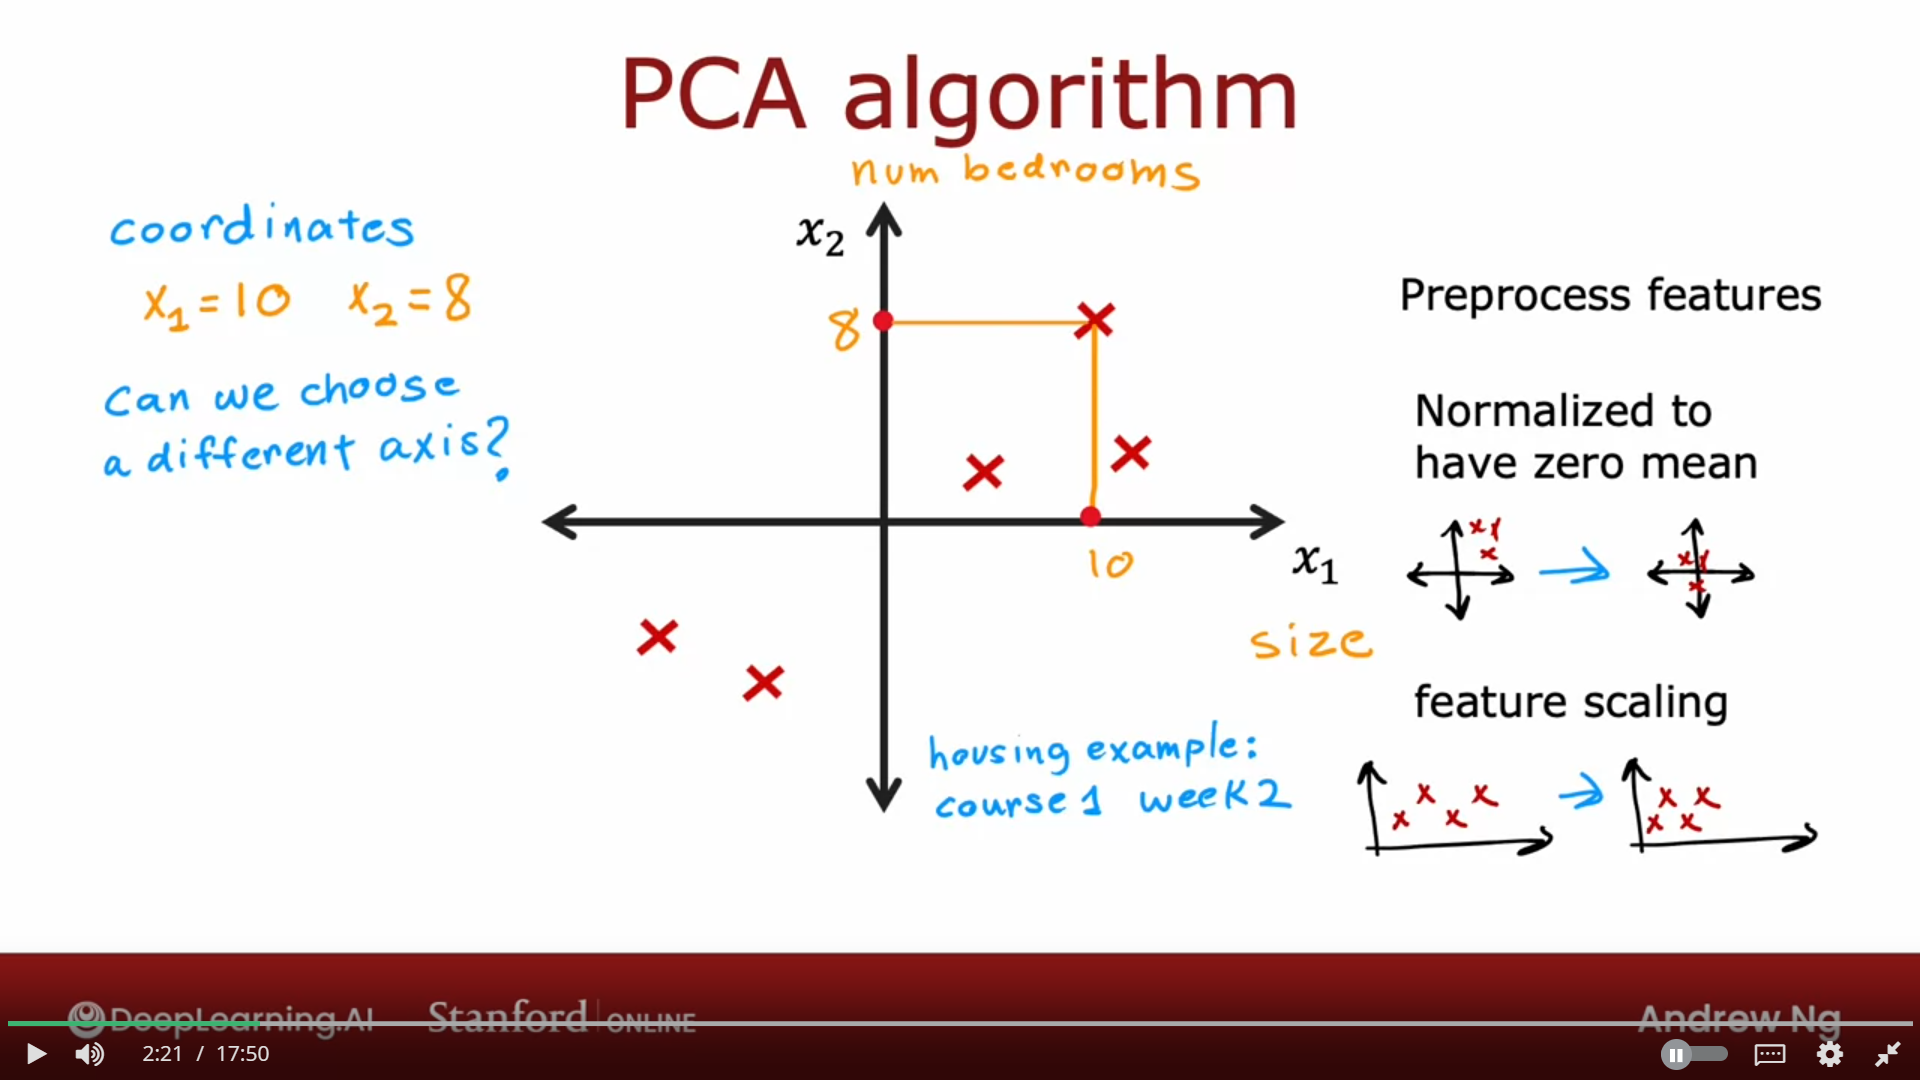 PCA algorithm
num bedrooms
coordinates
x₁ = 10 x₂ = 8
Can we choose
a different axis?
x₂
8
10
x₁
size
housing example:
course 1 week 2
Preprocess features
Normalized to
have zero mean
feature scaling
DeepLearning.AI
Stanford | ONLINE
Andrew Ng
2:21 / 17:50